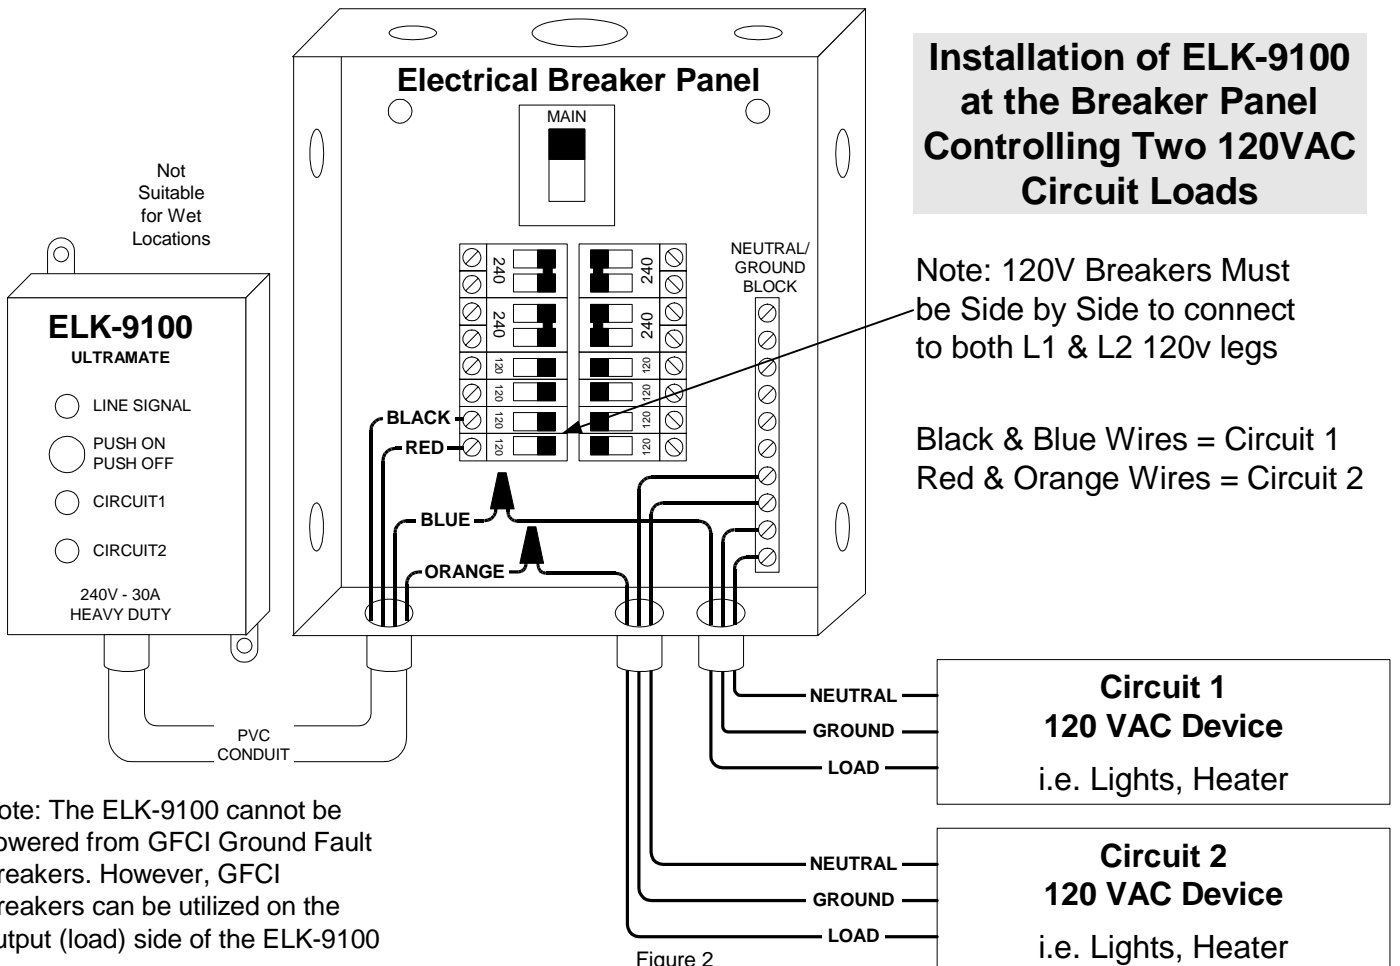 Installation of ELK-9100
at the Breaker Panel
Controlling Two 120VAC
Circuit Loads
Electrical Breaker Panel
MAIN
Not
Suitable
for Wet
Locations
NEUTRAL/
GROUND
BLOCK
240
240
240
240
120
120
120
120
120
120
120
120
Note: 120V Breakers Must
be Side by Side to connect
to both L1 & L2 120v legs
Black & Blue Wires = Circuit 1
Red & Orange Wires = Circuit 2
ELK-9100
ULTRAMATE
LINE SIGNAL
PUSH ON
PUSH OFF
CIRCUIT1
CIRCUIT2
240V - 30A
HEAVY DUTY
BLACK
RED
BLUE
ORANGE
PVC
CONDUIT
NEUTRAL
GROUND
LOAD
Circuit 1
120 VAC Device
i.e. Lights, Heater
NEUTRAL
GROUND
LOAD
Circuit 2
120 VAC Device
i.e. Lights, Heater
ote: The ELK-9100 cannot be
owered from GFCI Ground Fault
reakers. However, GFCI
reakers can be utilized on the
utput (load) side of the ELK-9100
Figure 2